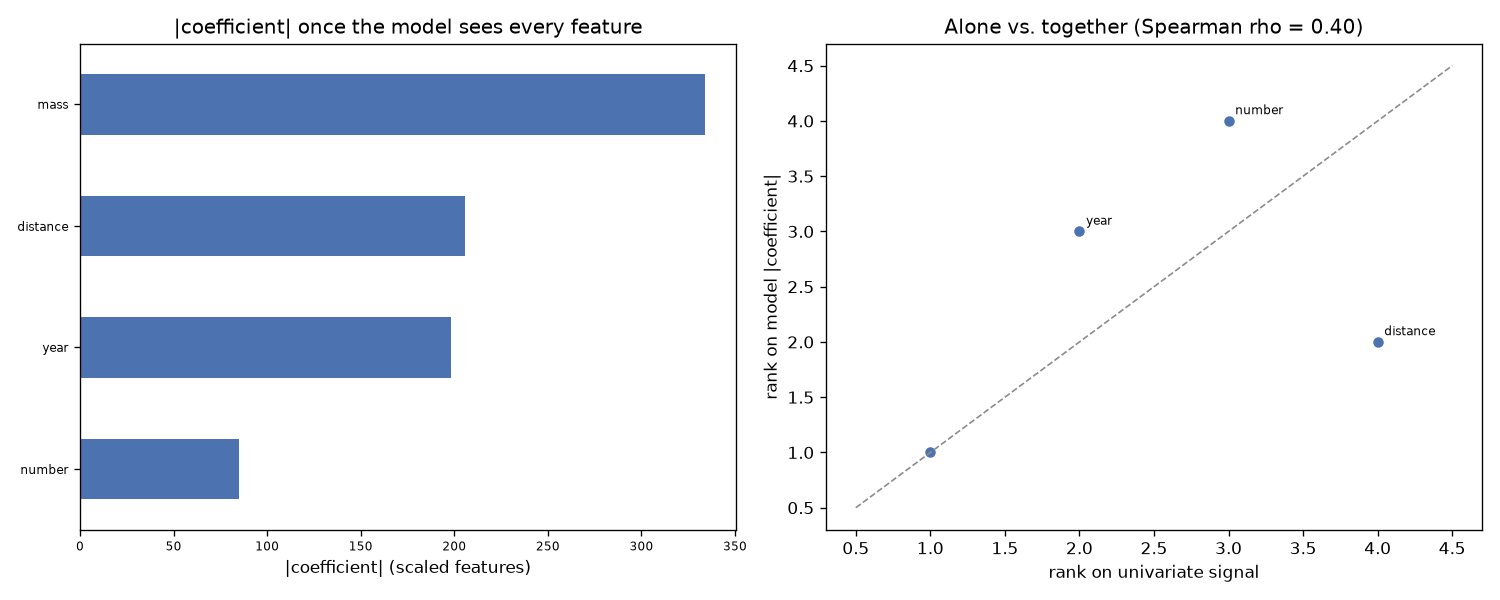 |coefficient| once the model sees every feature
mass
distance
year
number
0 50 100 150 200 250 300 350
|coefficient| (scaled features)
Alone vs. together (Spearman rho = 0.40)
rank on model |coefficient|
4.5
4.0
3.5
3.0
2.5
2.0
1.5
1.0
0.5
number
year
distance
0.5 1.0 1.5 2.0 2.5 3.0 3.5 4.0 4.5
rank on univariate signal